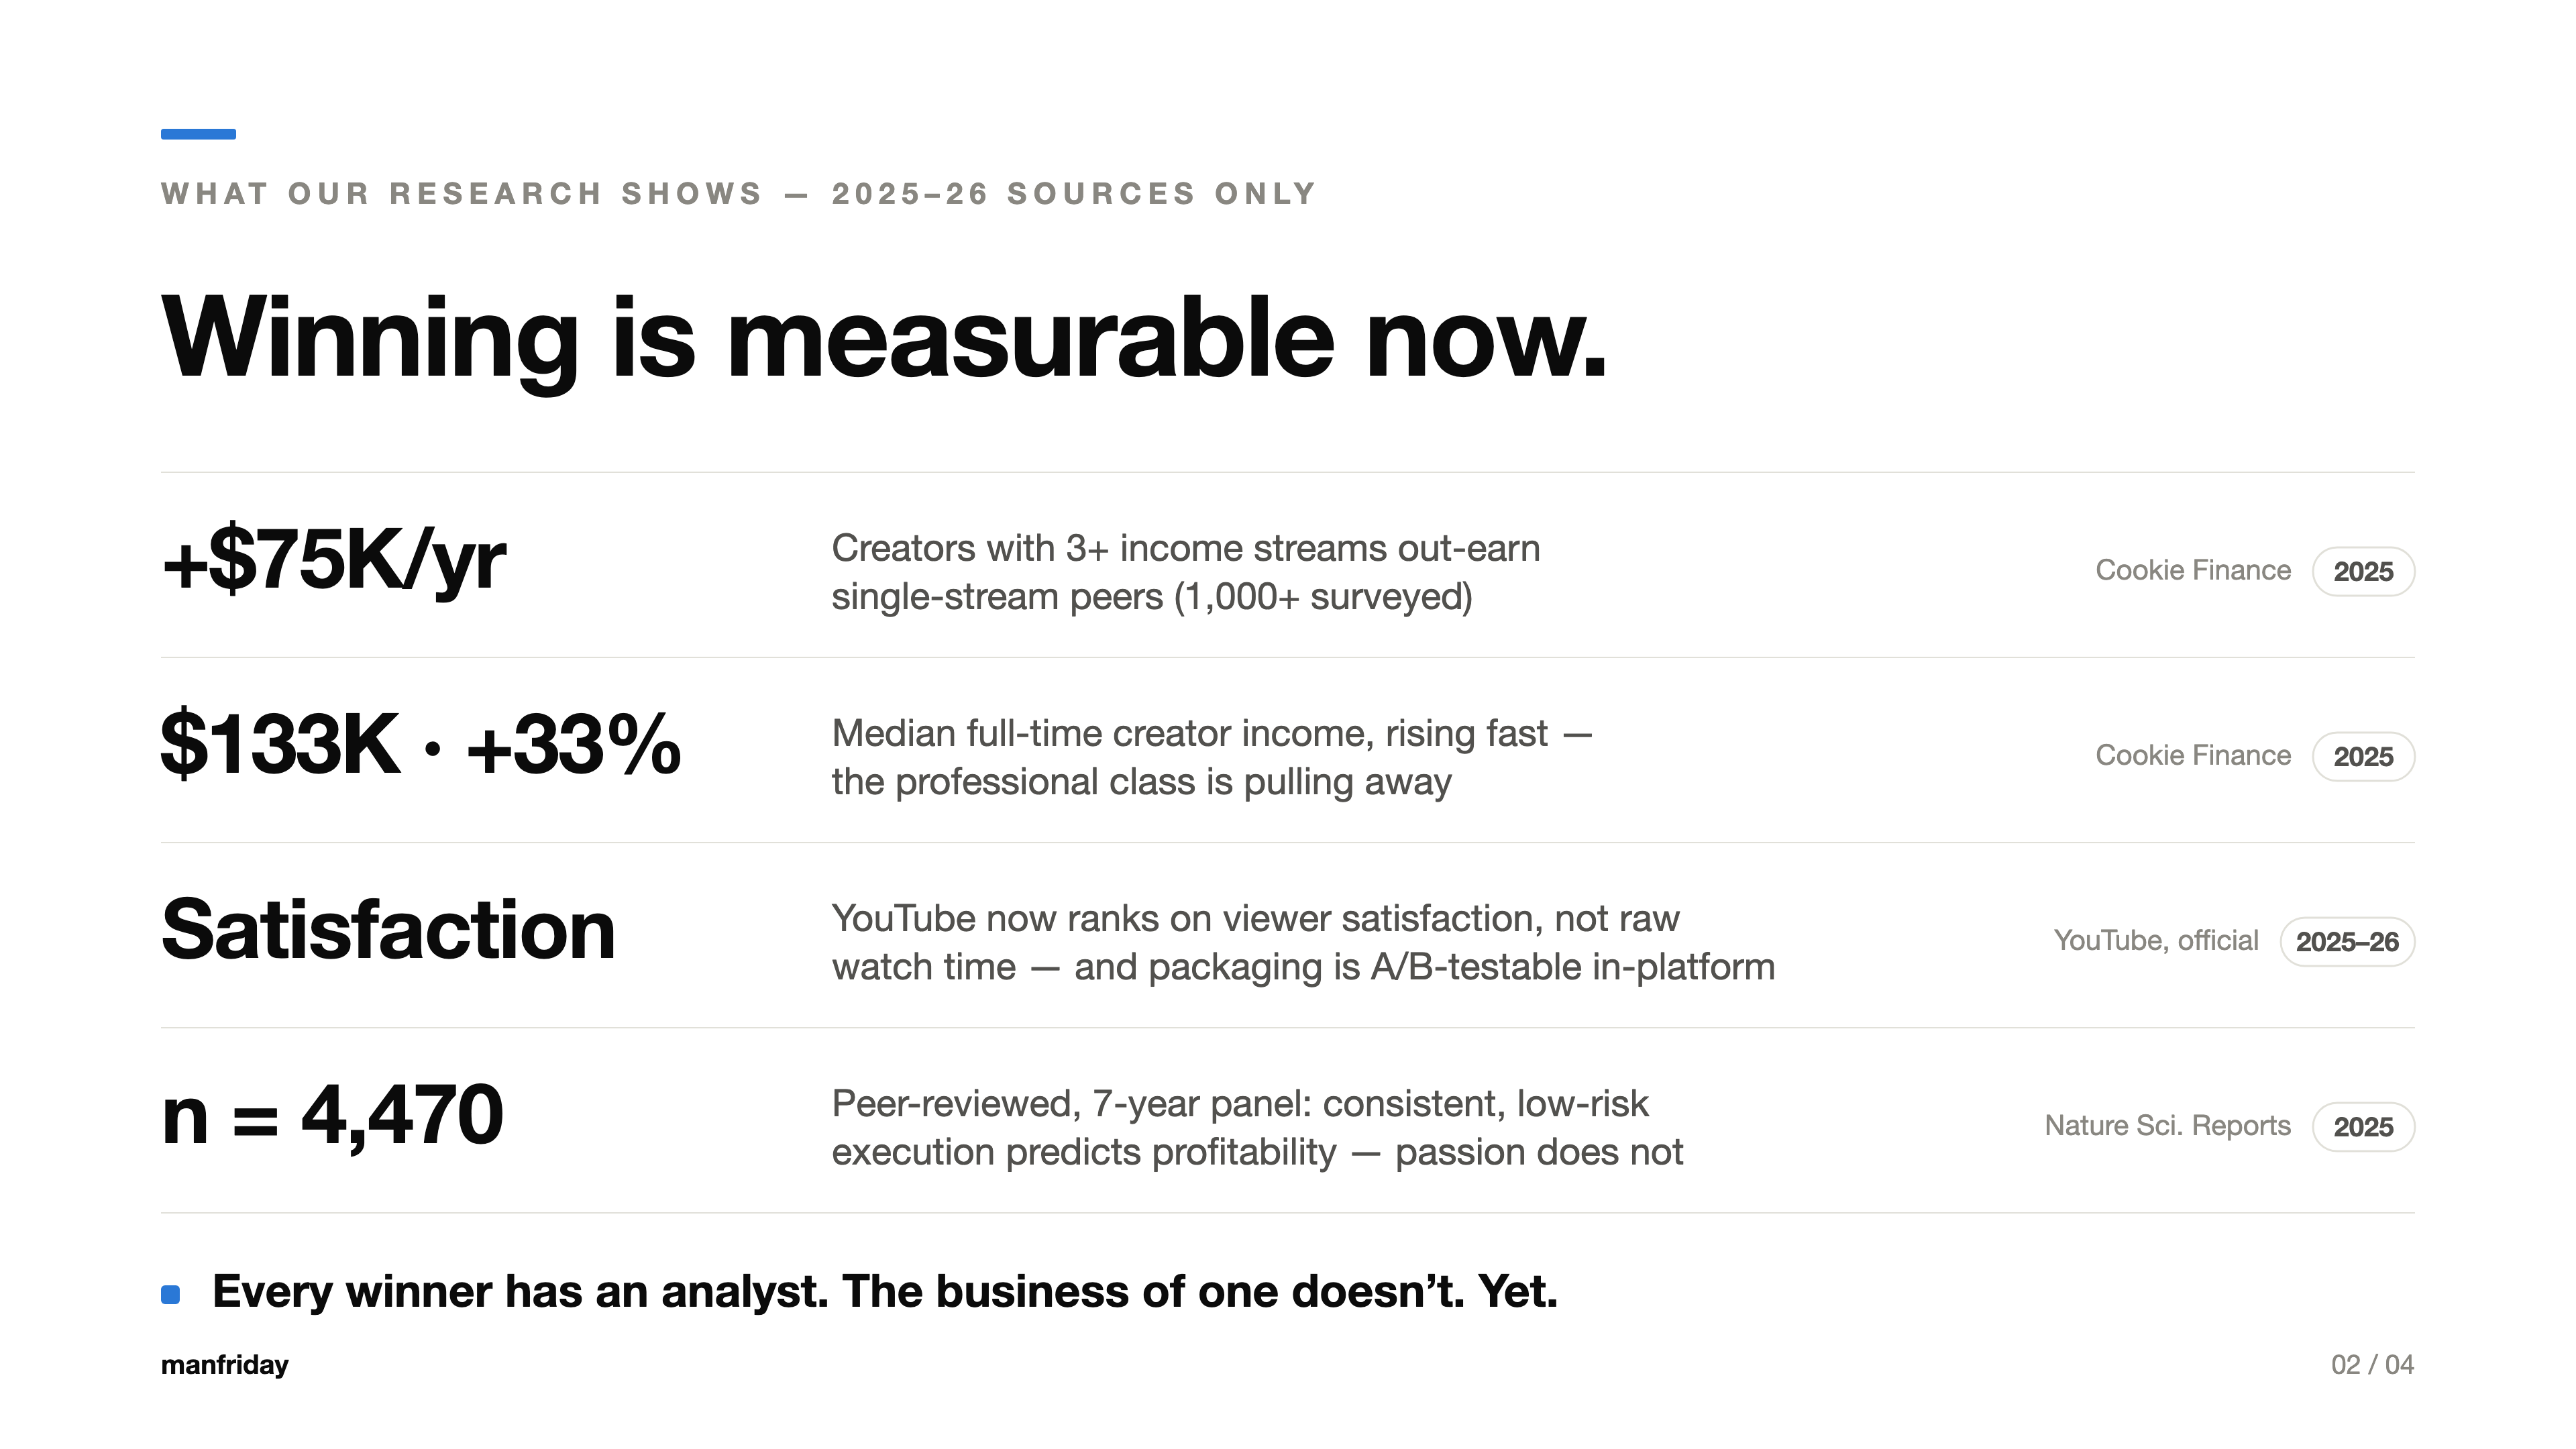 WHAT OUR RESEARCH SHOWS — 2025–26 SOURCES ONLY
Winning is measurable now.
+$75K/yr
Creators with 3+ income streams out-earn
single-stream peers (1,000+ surveyed)
Cookie Finance 2025
$133K · +33%
Median full-time creator income, rising fast —
the professional class is pulling away
Cookie Finance 2025
Satisfaction
YouTube now ranks on viewer satisfaction, not raw
watch time — and packaging is A/B-testable in-platform
YouTube, official 2025–26
n = 4,470
Peer-reviewed, 7-year panel: consistent, low-risk
execution predicts profitability — passion does not
Nature Sci. Reports 2025
Every winner has an analyst. The business of one doesn’t. Yet.
manfriday
02 / 04